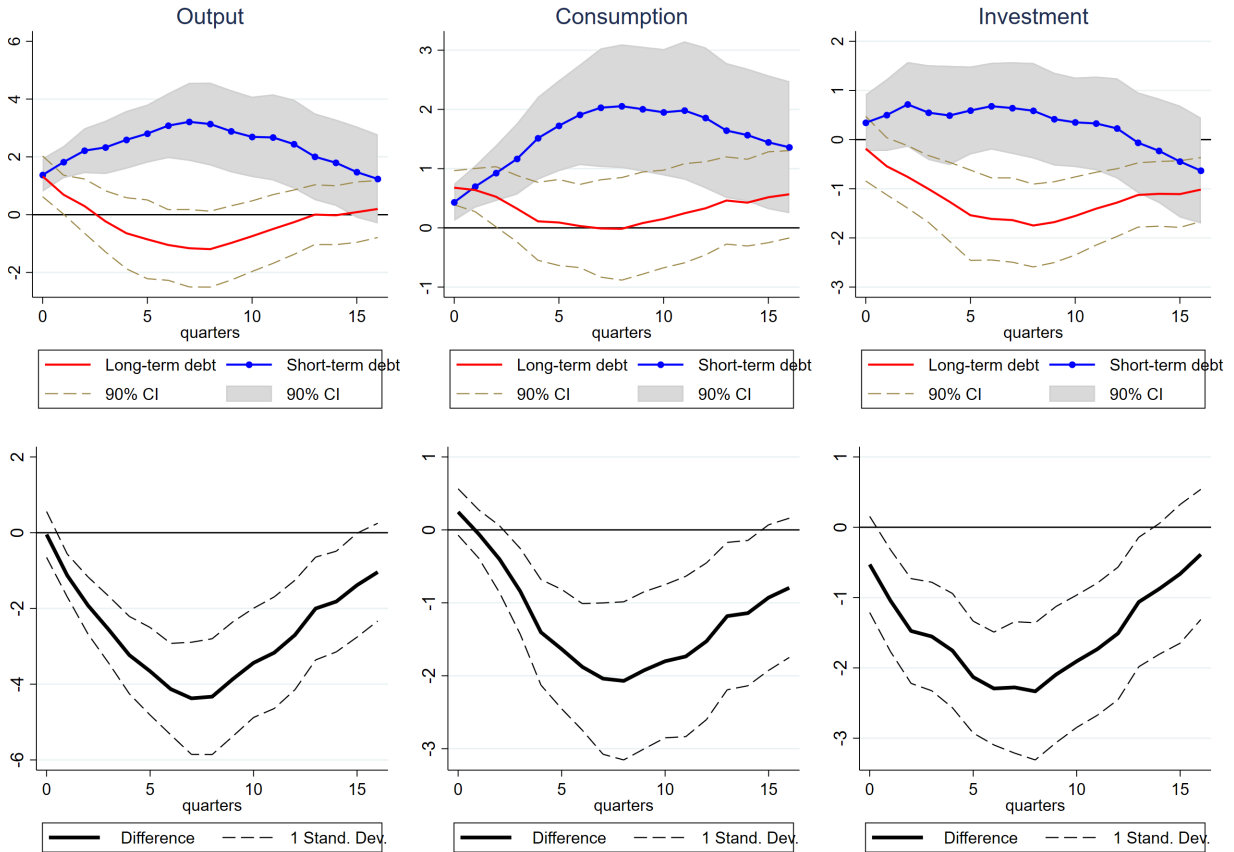 Output
6
4
2
0
-2
0 5 10 15
quarters
Long-term debt Short-term debt
90% CI 90% CI
Consumption
3
2
1
0
-1
0 5 10 15
quarters
Long-term debt Short-term debt
90% CI 90% CI
Investment
2
1
0
-1
-2
-3
0 5 10 15
quarters
Long-term debt Short-term debt
90% CI 90% CI
2
0
-2
-4
-6
0 5 10 15
quarters
Difference 1 Stand. Dev.
1
0
-1
-2
-3
0 5 10 15
quarters
Difference 1 Stand. Dev.
1
0
-1
-2
-3
0 5 10 15
quarters
Difference 1 Stand. Dev.